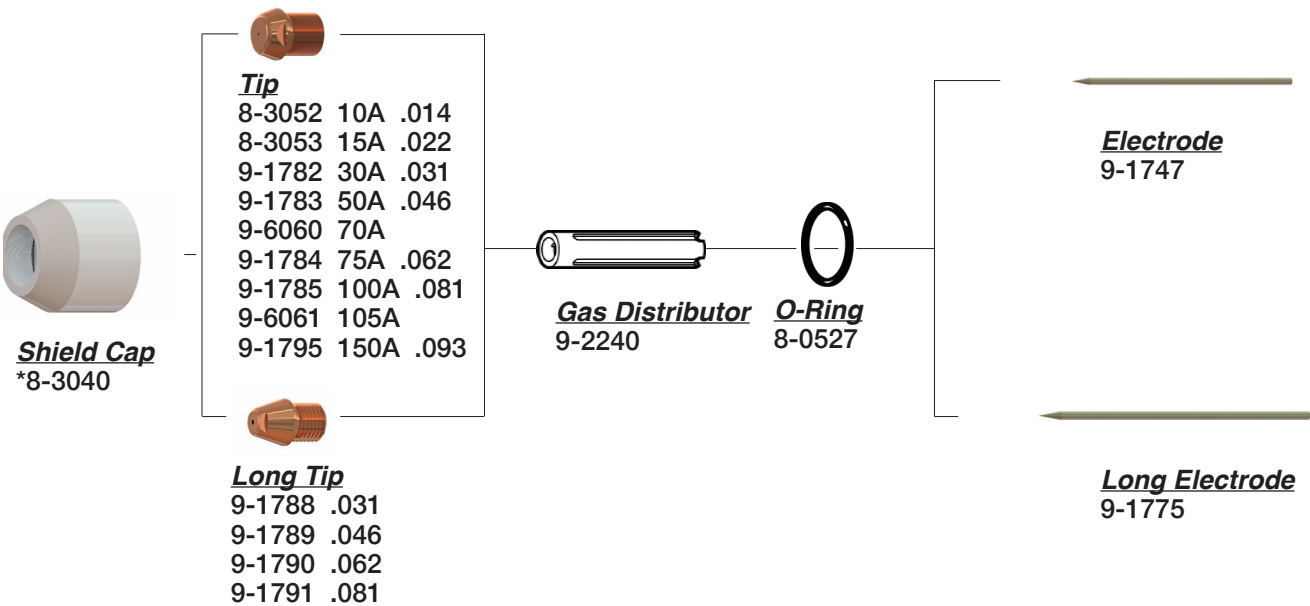 Tip
8-3052 10A .014
8-3053 15A .022
9-1782 30A .031
9-1783 50A .046
9-6060 70A
9-1784 75A .062
9-1785 100A .081
9-6061 105A
9-1795 150A .093
Shield Cap
*8-3040
Long Tip
9-1788 .031
9-1789 .046
9-1790 .062
9-1791 .081
Gas Distributor
9-2240
O-Ring
8-0527
Electrode
9-1747
Long Electrode
9-1775